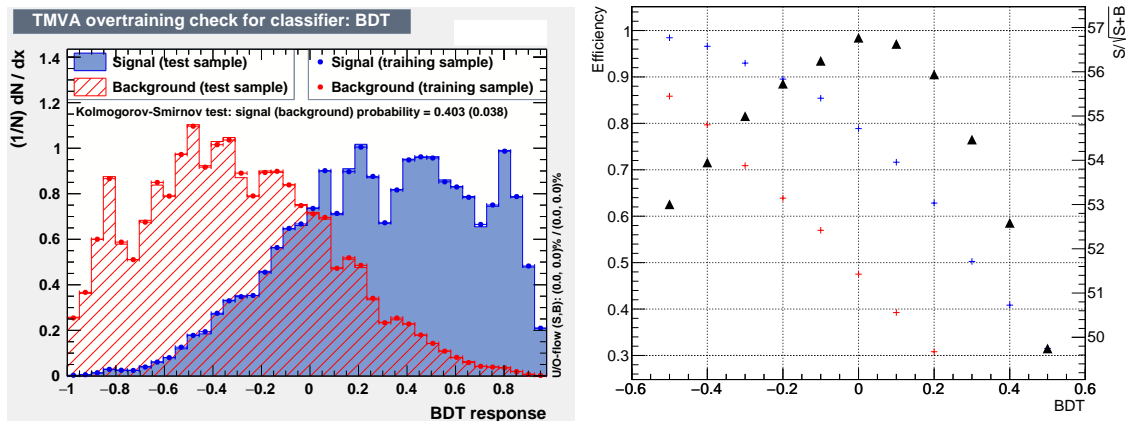 TMVA overtraining check for classifier: BDT
(1/N) dN / dx
1.4
1.2
1
0.8
0.6
0.4
0.2
0
Signal (test sample)
Background (test sample)
Signal (training sample)
Background (training sample)
Kolmogorov-Smirnov test: signal (background) probability = 0.403 (0.038)
U/O-flow (S,B): (0.0, 0.0)% / (0.0, 0.0)%
−1 −0.8 −0.6 −0.4 −0.2 0 0.2 0.4 0.6 0.8
BDT response
Efficiency
1
0.9
0.8
0.7
0.6
0.5
0.4
0.3
S/√S+B
57
56
55
54
53
52
51
50
−0.6 −0.4 −0.2 0 0.2 0.4 0.6
BDT